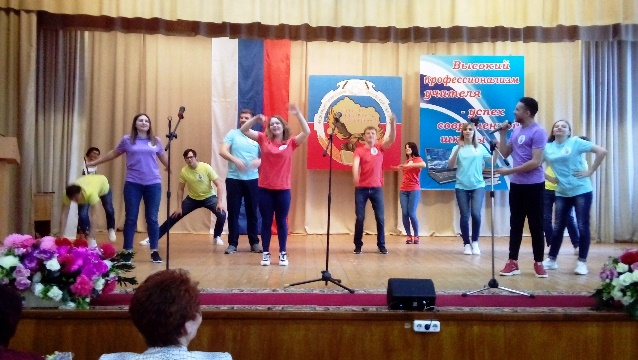 Высокий
профессионализм
учителя
- успех
современной
школы